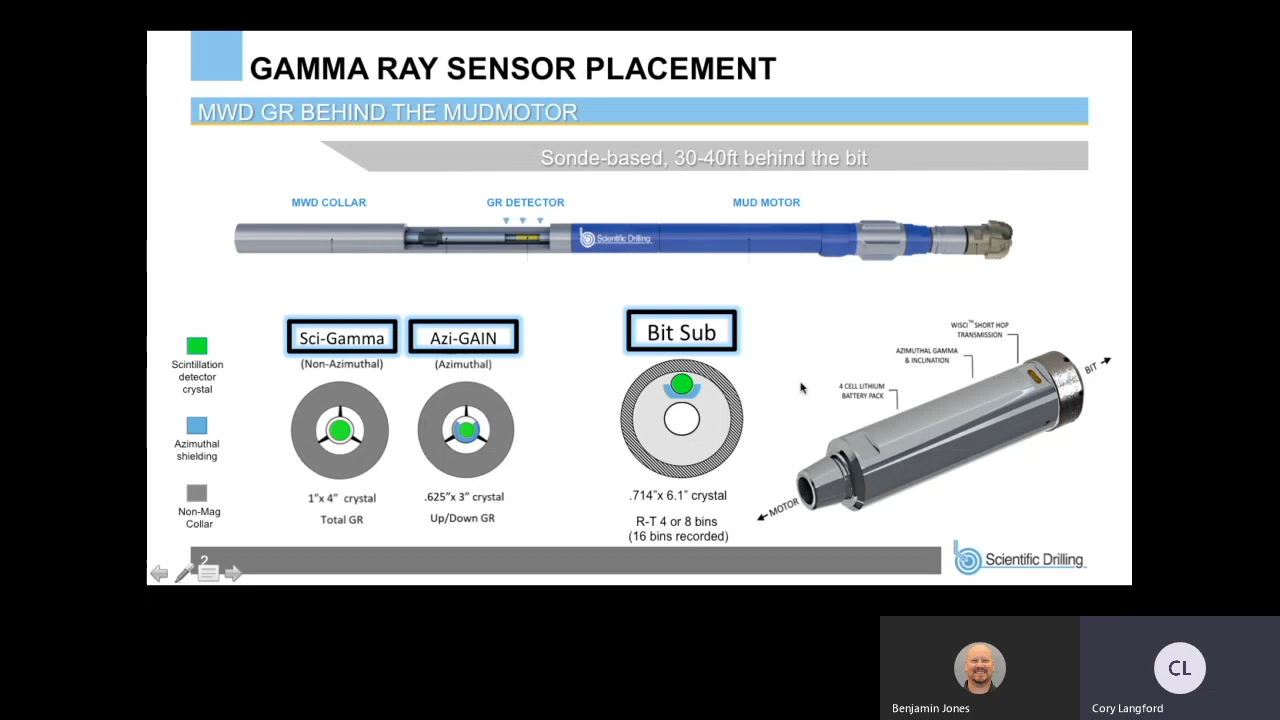 GAMMA RAY SENSOR PLACEMENT
MWD GR BEHIND THE MUDMOTOR
Sonde-based, 30-40ft behind the bit
MWD COLLAR
GR DETECTOR
MUD MOTOR
Scientific Drilling
Sci-Gamma
(Non-Azimuthal)
Azi-GAIN
(Azimuthal)
Bit Sub
WISCI™ SHORT HOP
TRANSMISSION
AZIMUTHAL GAMMA
& INCLINATION
4 CELL LITHIUM
BATTERY PACK
BIT
MOTOR
Scintillation
detector
crystal
Azimuthal
shielding
Non-Mag
Collar
1”x 4” crystal
Total GR
.625”x 3” crystal
Up/Down GR
.714”x 6.1” crystal
R-T 4 or 8 bins
(16 bins recorded)
2
Scientific Drilling
CL
Benjamin Jones
Cory Langford